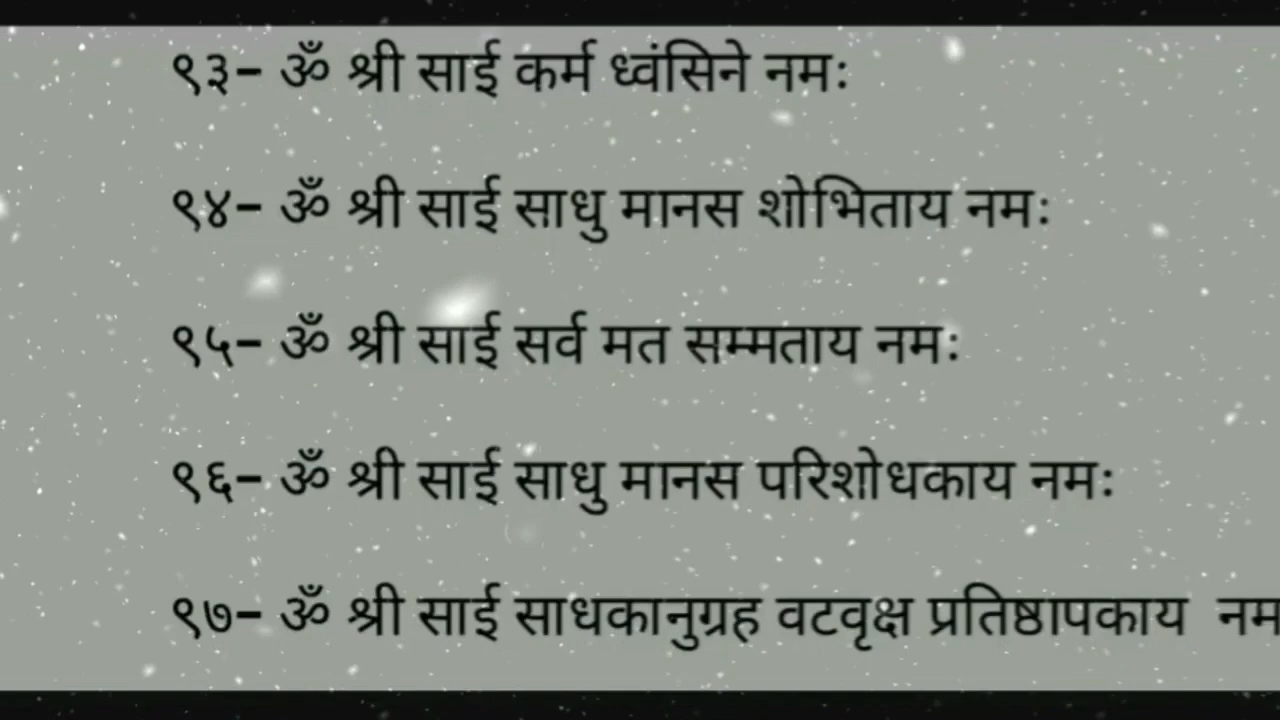 ९३- ॐ श्री साई कर्म ध्वंसिने नमः
९४- ॐ श्री साई साधु मानस शोभिताय नमः
९५- ॐ श्री साई सर्व मत सम्मताय नमः
९६- ॐ श्री साई साधु मानस परिशोधकाय नमः
९७- ॐ श्री साई साधकानुग्रह वटवृक्ष प्रतिष्ठापकाय नम